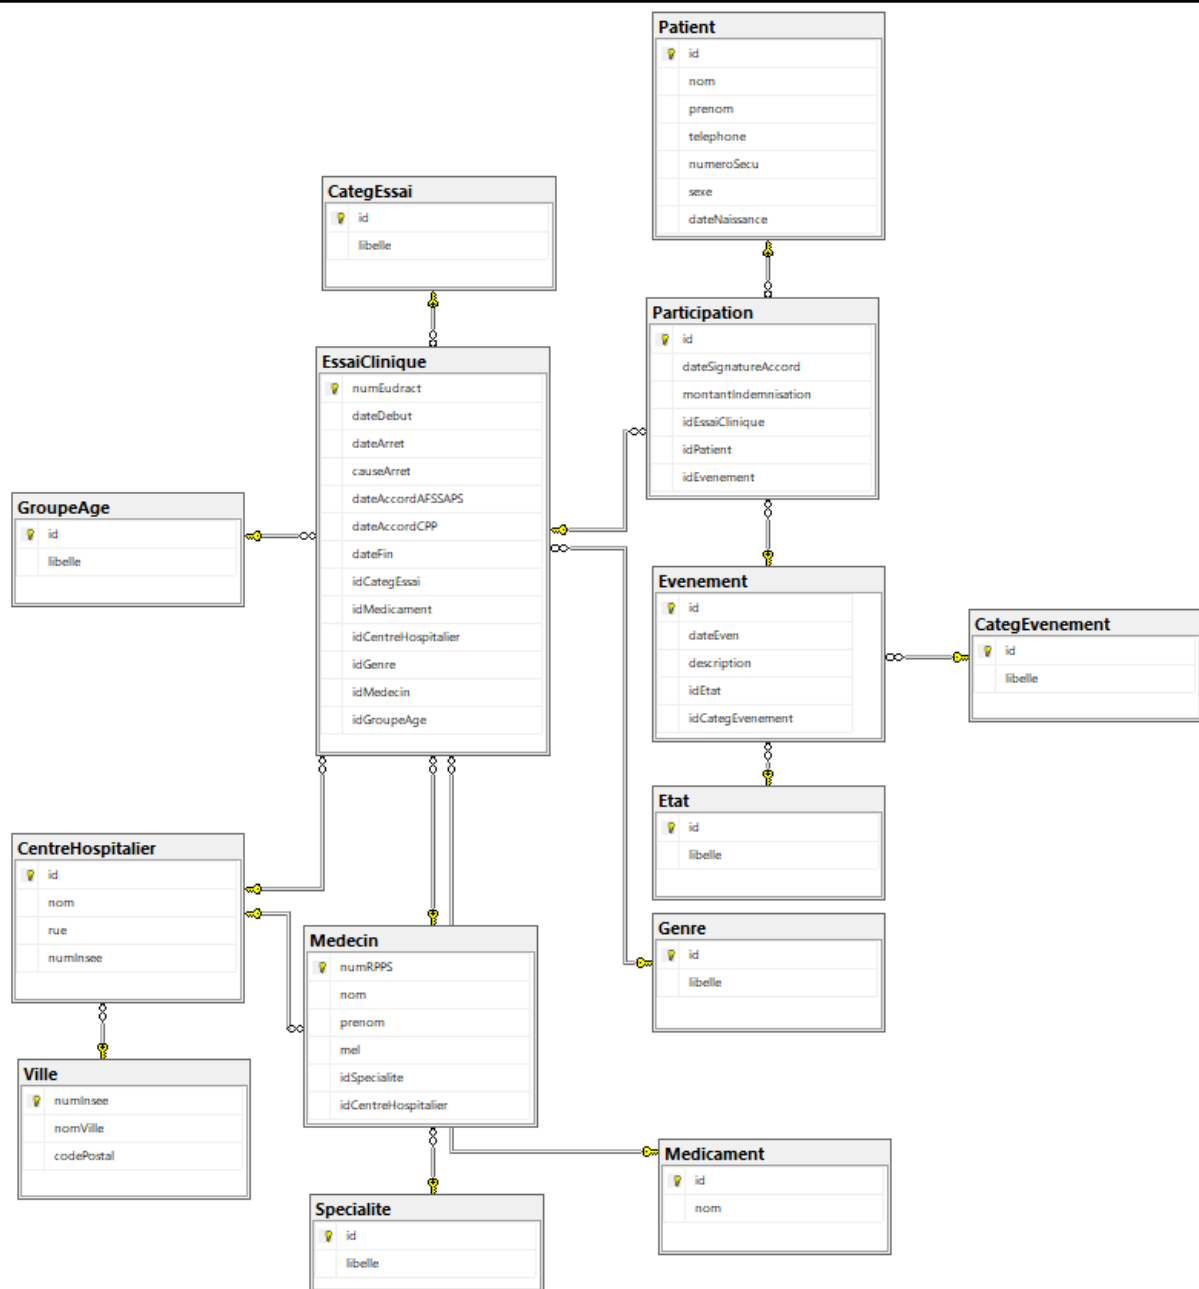 Patient
id
nom
prenom
telephone
numeroSecu
sexe
dateNaissance
CategEssai
id
libelle
Participation
id
dateSignatureAccord
montantIndemnisation
idEssaiClinique
idPatient
idEvenement
EssaiClinique
numEudract
dateDebut
dateArret
causeArret
dateAccordAFSSAPS
dateAccordCPP
dateFin
idCategEssai
idMedicament
idCentreHospitalier
idGenre
idMedecin
idGroupeAge
GroupeAge
id
libelle
Evenement
id
dateEven
description
idEtat
idCategEvenement
CategEvenement
id
libelle
Etat
id
libelle
CentreHospitalier
id
nom
rue
numInsee
Genre
id
libelle
Medecin
numRPPS
nom
prenom
mel
idSpecialite
idCentreHospitalier
Ville
numInsee
nomVille
codePostal
Medicament
id
nom
Specialite
id
libelle